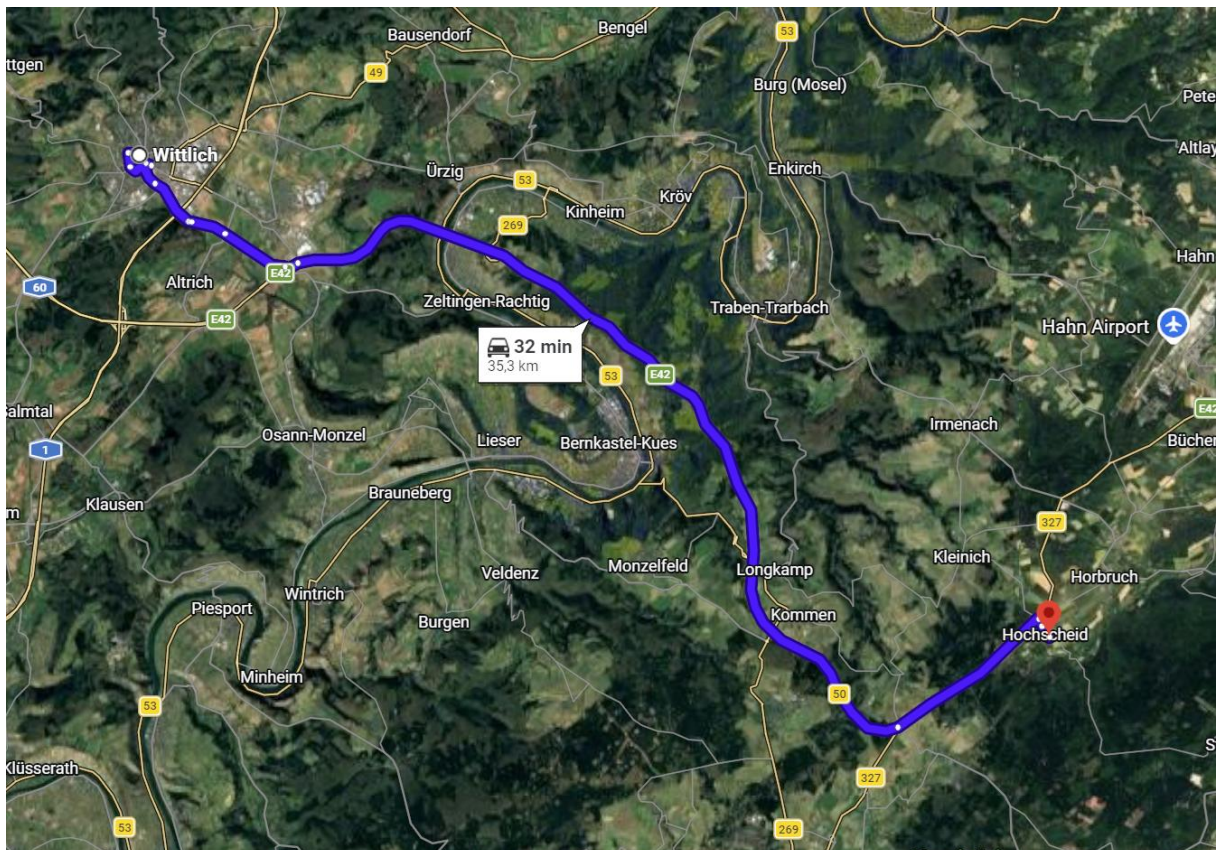 Bengel
Bausendorf
53
ttgen
49
Burg (Mosel)
Pete
Altlay
Wittlich
Ürzig
53
Enkirch
Kröv
Kinheim
269
Hahn
E42
Altrich
60
Zeltingen-Rachtig
Traben-Trarbach
E42
Hahn Airport
32 min
35,3 km
53
E42
E42
Salmtal
Irmenach
Osann-Monzel
Lieser
Bernkastel-Kues
Bücher
1
Brauneberg
Klausen
m
327
Kleinich
Monzelfeld
Longkamp
Veldenz
Horbruch
Wintrich
Piesport
Kommen
Burgen
Hochscheid
Minheim
50
53
Klüsserath
327
53
269